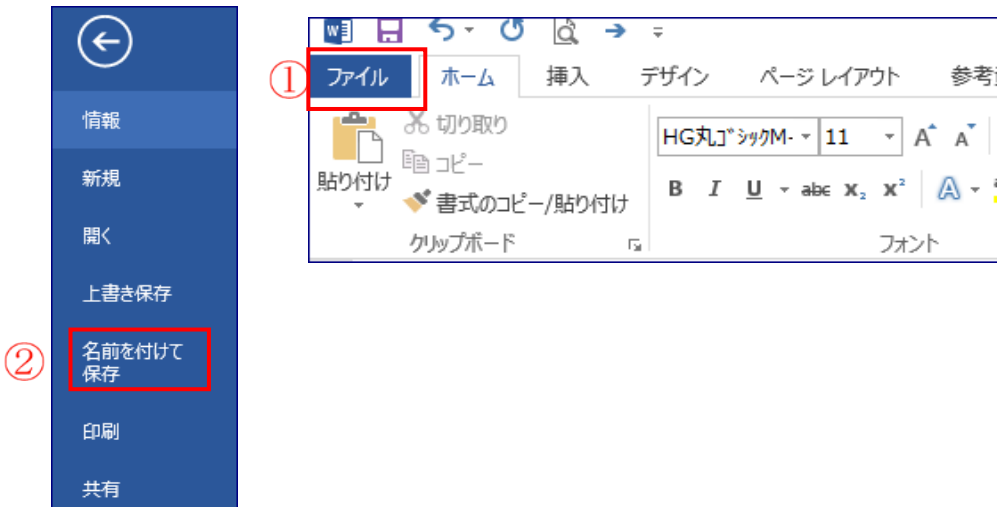 ①
ファイル
ホーム
挿入
デザイン
ページ レイアウト
参考
切り取り
コピー
貼り付け
書式のコピー/貼り付け
クリップボード
HG丸ｺﾞｼｯｸM-
11
A A
B I U abc X₂ X² A
フォント
情報
新規
開く
上書き保存
②
名前を付けて
保存
印刷
共有